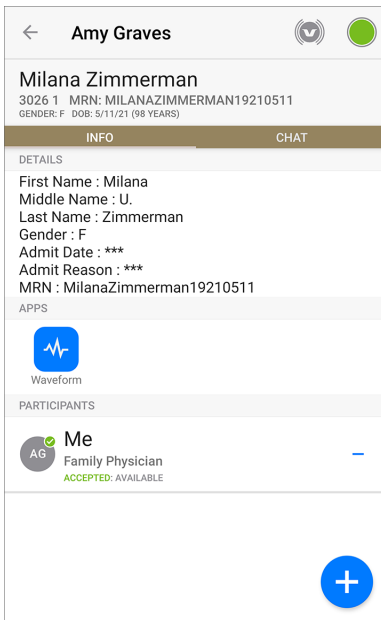 Amy Graves
Milana Zimmerman
3026 1 MRN: MILANAZIMMERMAN19210511
GENDER: F DOB: 5/11/21 (98 YEARS)
INFO
CHAT
DETAILS
First Name : Milana
Middle Name : U.
Last Name : Zimmerman
Gender : F
Admit Date : ***
Admit Reason : ***
MRN : MilanaZimmerman19210511
APPS
Waveform
PARTICIPANTS
AG
Me
Family Physician
ACCEPTED: AVAILABLE